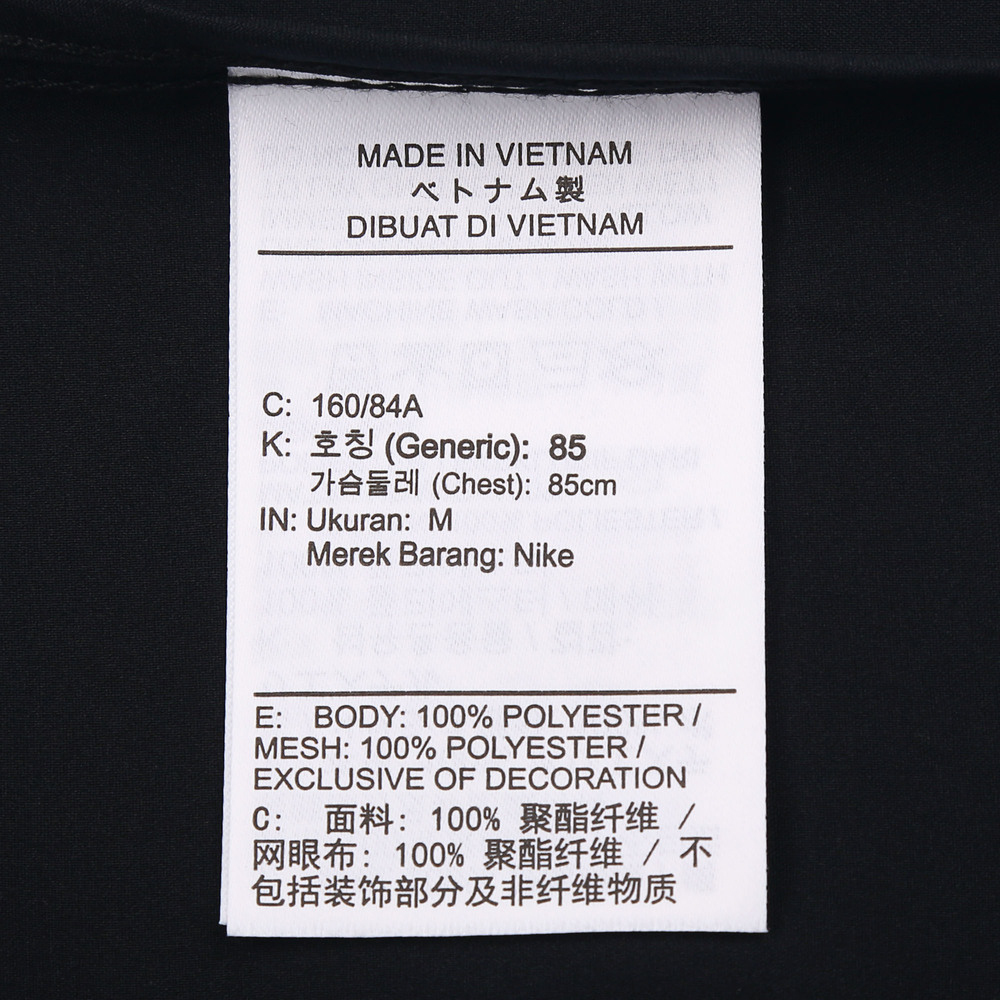 MADE IN VIETNAM
ベトナム製
DIBUAT DI VIETNAM
C: 160/84A
K: 호칭 (Generic): 85
가슴둘레 (Chest): 85cm
IN: Ukuran: M
Merek Barang: Nike
E: BODY: 100% POLYESTER /
MESH: 100% POLYESTER /
EXCLUSIVE OF DECORATION
C: 面料: 100% 聚酯纤维 /
网眼布: 100% 聚酯纤维 / 不
包括装饰部分及非纤维物质